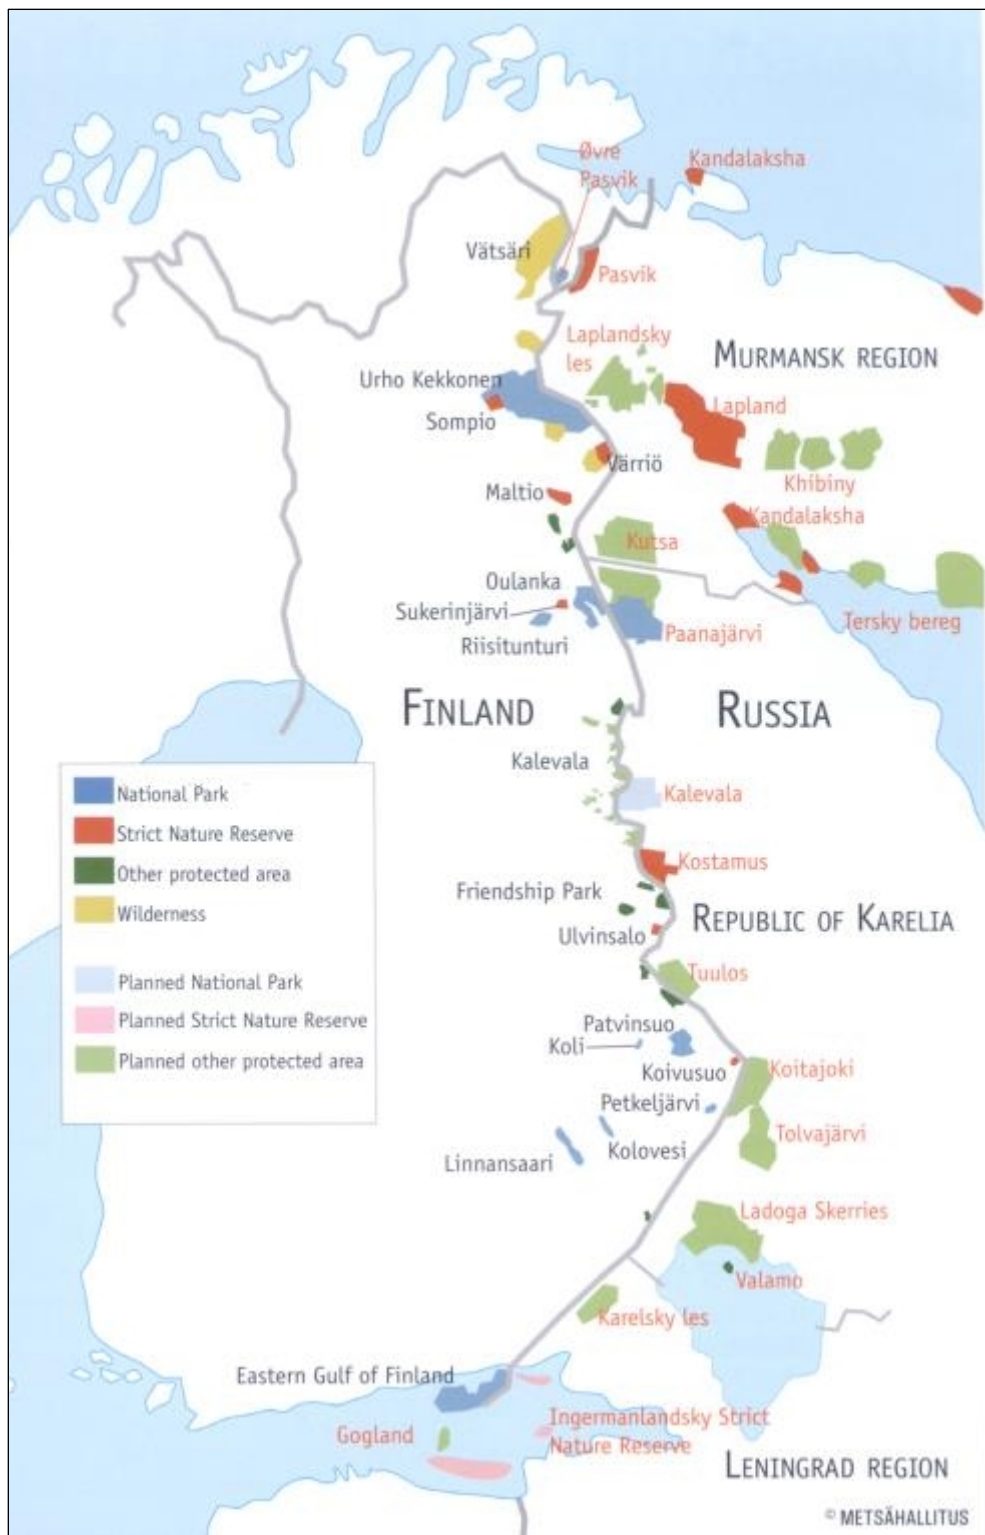 Øvre
Pasvik
Kandalaksha
Vätsäri
Pasvik
Laplandsky
les
MURMANSK REGION
Urho Kekkonen
Lapland
Sompio
Värriö
Khibiny
Maltio
Kandalaksha
Kutsa
Oulanka
Sukerinjärvi
Tersky bereg
Paanajärvi
Riisitunturi
FINLAND
RUSSIA
Kalevala
National Park
Kalevala
Strict Nature Reserve
Kostamus
Other protected area
Friendship Park
Wilderness
REPUBLIC OF KARELIA
Ulvinsalo
Tuulos
Planned National Park
Planned Strict Nature Reserve
Patvinsuo
Koli
Planned other protected area
Koivusuo
Koitajoki
Petkeljärvi
Tolvajärvi
Kolovesi
Linnansaari
Ladoga Skerries
Valamo
Karelsky les
Eastern Gulf of Finland
Gogland
Ingermanlandsky Strict
Nature Reserve
LENINGRAD REGION
© METSÄHALLITUS